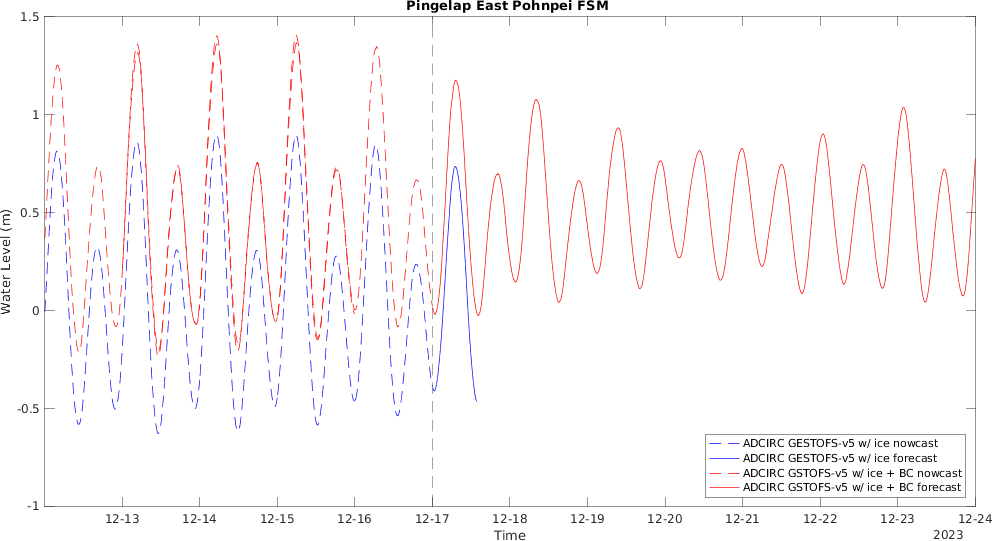 Pingelap East Pohnpei FSM
Water Level (m)
1.5
1
0.5
0
-0.5
-1
ADCIRC GESTOFS-v5 w/ ice nowcast
ADCIRC GESTOFS-v5 w/ ice forecast
ADCIRC GSTOFS-v5 w/ ice + BC nowcast
ADCIRC GSTOFS-v5 w/ ice + BC forecast
12-13 12-14 12-15 12-16 12-17 12-18 12-19 12-20 12-21 12-22 12-23 12-24
Time
2023